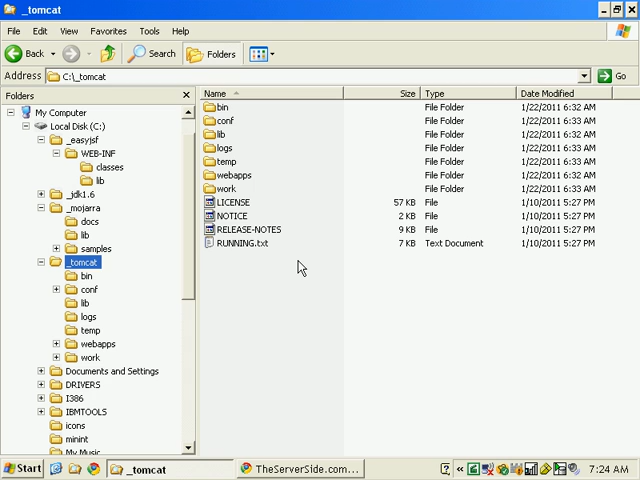 _tomcat
File Edit View Favorites Tools Help
Back Search Folders
Address C:\_tomcat Go
Folders
My Computer
Local Disk (C:)
_easyjsf
WEB-INF
classes
lib
_jdk1.6
_mojarra
docs
lib
samples
_tomcat
bin
conf
lib
logs
temp
webapps
work
Documents and Settings
DRIVERS
I386
IBMTOOLS
icons
minint
My Music
Name Size Type Date Modified
bin File Folder 1/22/2011 6:32 AM
conf File Folder 1/22/2011 6:33 AM
lib File Folder 1/22/2011 6:32 AM
logs File Folder 1/22/2011 6:33 AM
temp File Folder 1/22/2011 6:33 AM
webapps File Folder 1/22/2011 6:32 AM
work File Folder 1/22/2011 6:33 AM
LICENSE 57 KB File 1/10/2011 5:27 PM
NOTICE 2 KB File 1/10/2011 5:27 PM
RELEASE-NOTES 9 KB File 1/10/2011 5:27 PM
RUNNING.txt 7 KB Text Document 1/10/2011 5:27 PM
Start _tomcat TheServerSide.com... 7:24 AM